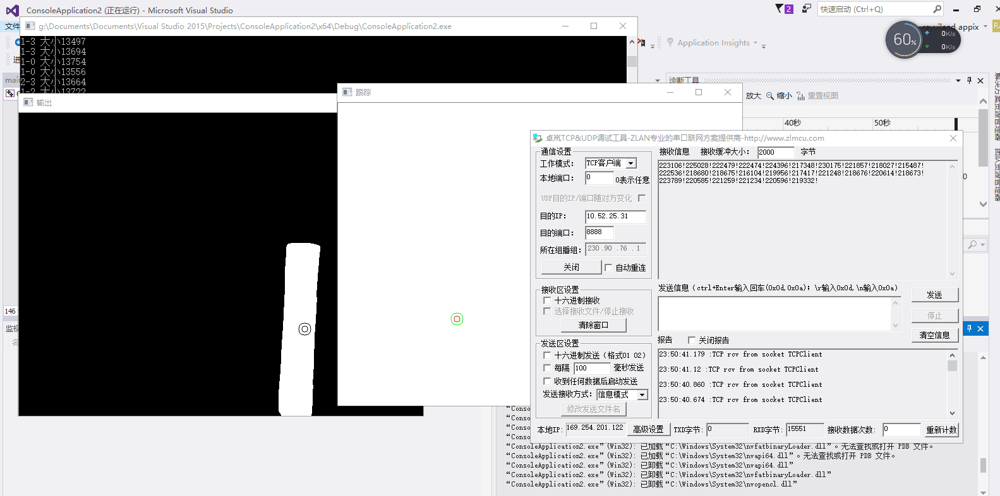 ConsoleApplication2 (正在运行) - Microsoft Visual Studio
2
快速启动 (Ctrl+Q)
文件
g:\Documents\Documents\Visual Studio 2015\Projects\ConsoleApplication2\x64\Debug\ConsoleApplication2.exe
appix
Application Insights
60%
0K/s
0K/s
1-3 大小13497
1-3 大小13694
1-0 大小13754
1-0 大小13556
2-3 大小13664
1-2 大小13722
输出
跟踪
诊断工具
放大 缩小 重置视图
40秒 50秒
解决方案资源管理器
团队资源管理器
卓岚TCP&UDP调试工具-ZLAN专业的串口联网方案提供商-http://www.zlmcu.com
通信设置
工作模式: TCP客户端
本地端口: 0 0表示任意
UDP目的IP/端口随对方变化
目的IP: 10.52.25.31
目的端口: 8888
所在组播组: 230 .90 .76 . 1
关闭 自动重连
接收区设置
十六进制接收
选择接收文件/停止接收
清除窗口
发送区设置
十六进制发送（格式01 02）
每隔 100 毫秒发送
收到任何数据后启动发送
发送接收方式: 信息模式
修改发送文件名
接收信息 接收缓冲大小: 2000 字节
223106!225028!222479!222474!224396!217348!230175!221857!218027!215487!
222536!218680!218675!216104!219956!217417!221248!218676!220614!218673!
223789!220585!221259!221234!220596!219332!
发送信息（ctrl+Enter输入回车(0x0d,0x0a); \r输入0x0d,\n输入0x0a）
发送
停止
清空信息
报告 关闭报告
23:50:41.179 :TCP rcv from socket TCPClient
23:50:41.12 :TCP rcv from socket TCPClient
23:50:40.860 :TCP rcv from socket TCPClient
23:50:40.674 :TCP rcv from socket TCPClient
本地IP: 169.254.201.122 高级设置 TXD字节: 0 RXD字节: 15551 接收数据次数: 0 重新计数
146
监视
“Conso
“Conso
“Conso
“Conso
“ConsoleApplication2.exe”(Win32): 已加载“C:\Windows\System32\nvfatbinaryLoader.dll”。无法查找或打开 PDB 文件。
“ConsoleApplication2.exe”(Win32): 已加载“C:\Windows\System32\nvapi64.dll”。无法查找或打开 PDB 文件。
“ConsoleApplication2.exe”(Win32): 已卸载“C:\Windows\System32\nvapi64.dll”
“ConsoleApplication2.exe”(Win32): 已卸载“C:\Windows\System32\nvfatbinaryLoader.dll”
“ConsoleApplication2.exe”(Win32): 已卸载“C:\Windows\System32\nvopencl.dll”